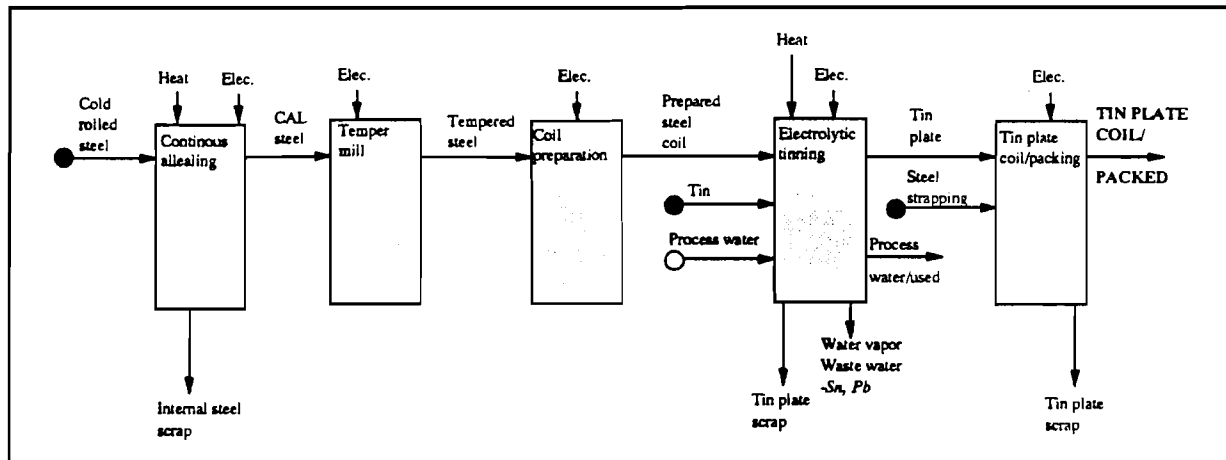 Heat
Elec.
Cold
rolled
steel
Continous
allealing
CAL
steel
Elec.
Temper
mill
Tempered
steel
Elec.
Coil
preparation
Prepared
steel
coil
Heat
Elec.
Electrolytic
tinning
Tin
Process water
Tin
plate
Steel
strapping
Process
water/used
Elec.
Tin plate
coil/packing
TIN PLATE
COIL/
PACKED
Internal steel
scrap
Tin plate
scrap
Water vapor
Waste water
-Sn, Pb
Tin plate
scrap